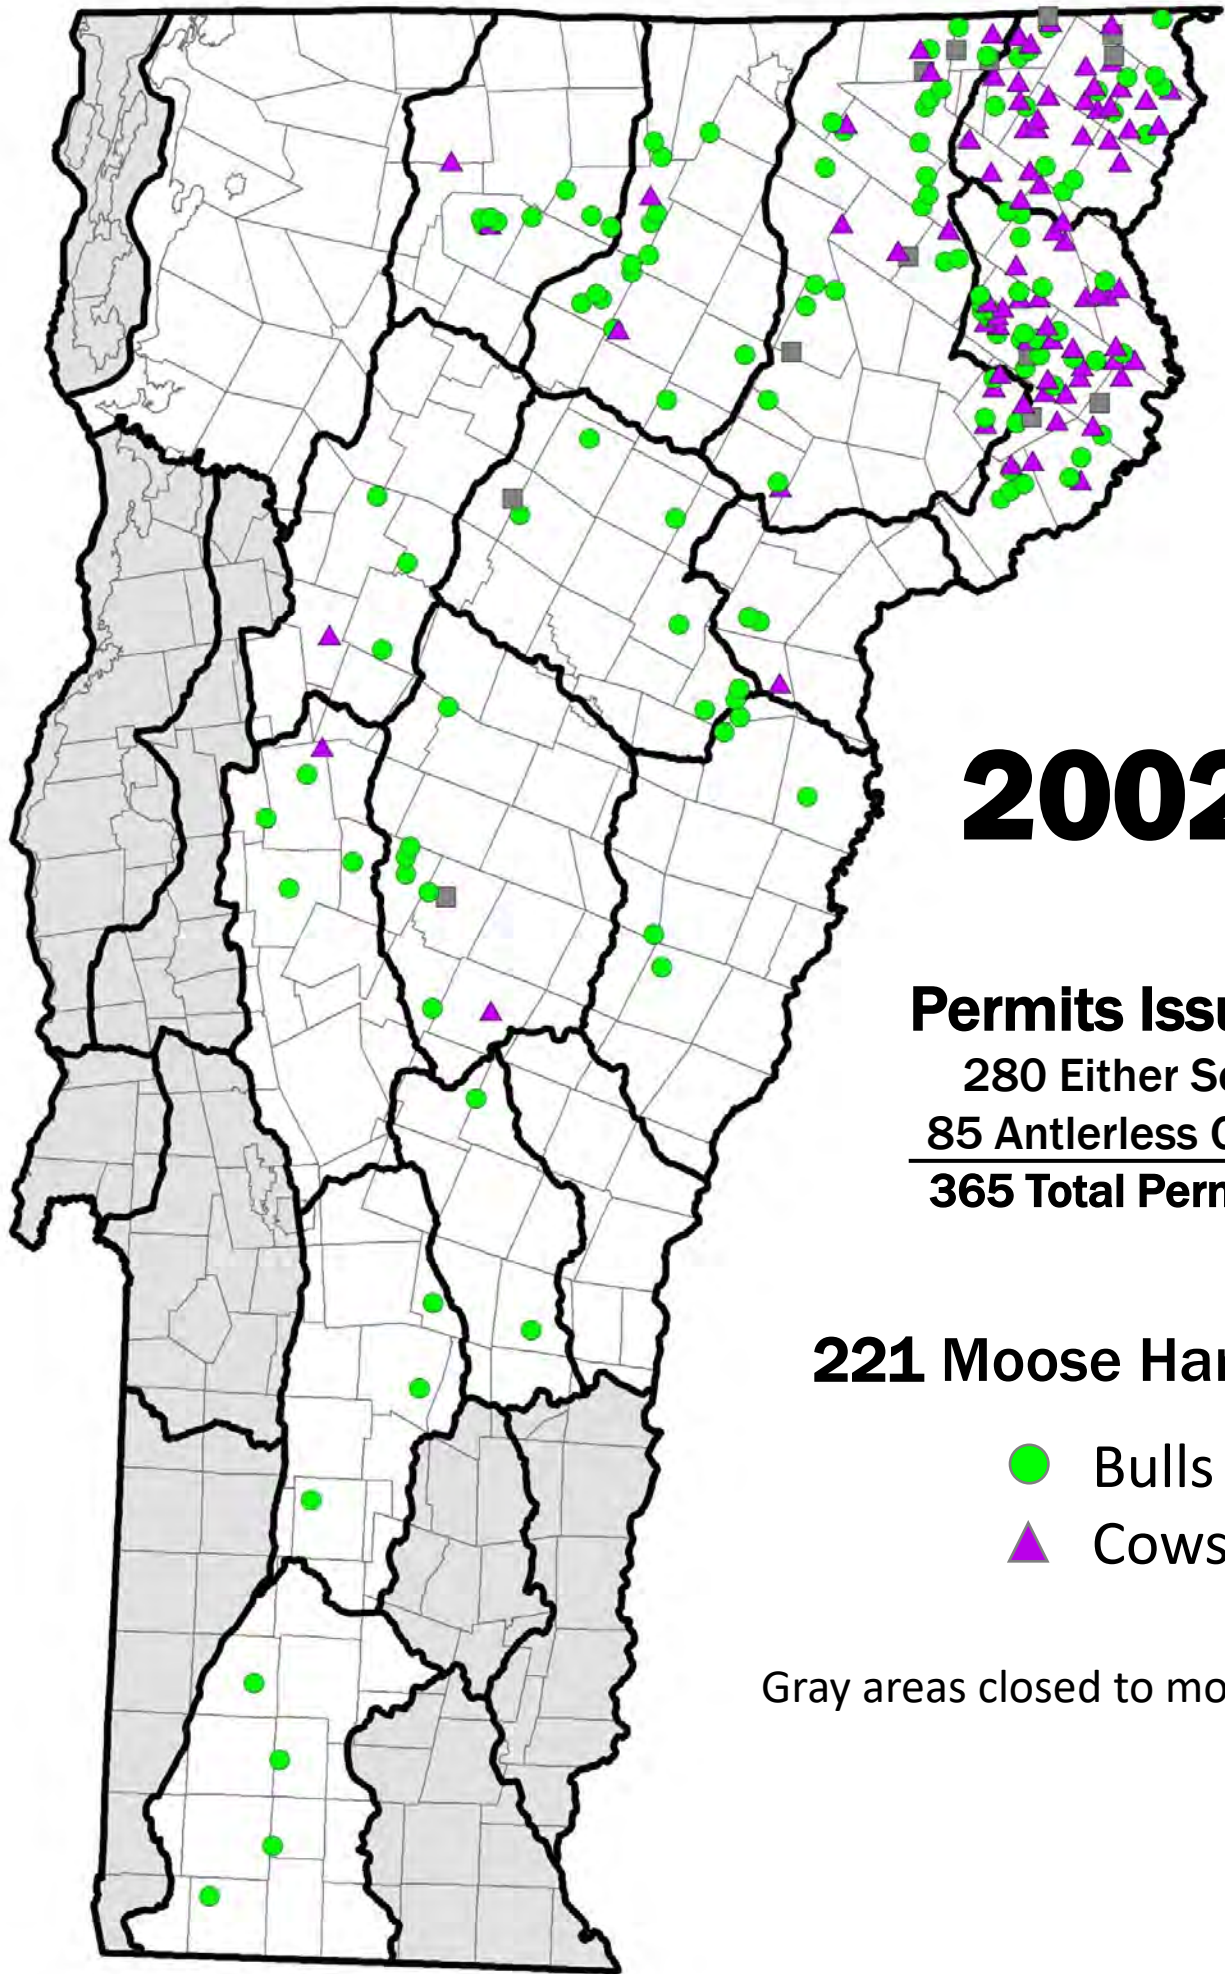 2002
Permits Issu
280 Either Se
85 Antlerless O
365 Total Perm
221 Moose Har
Bulls
Cows
Gray areas closed to mo